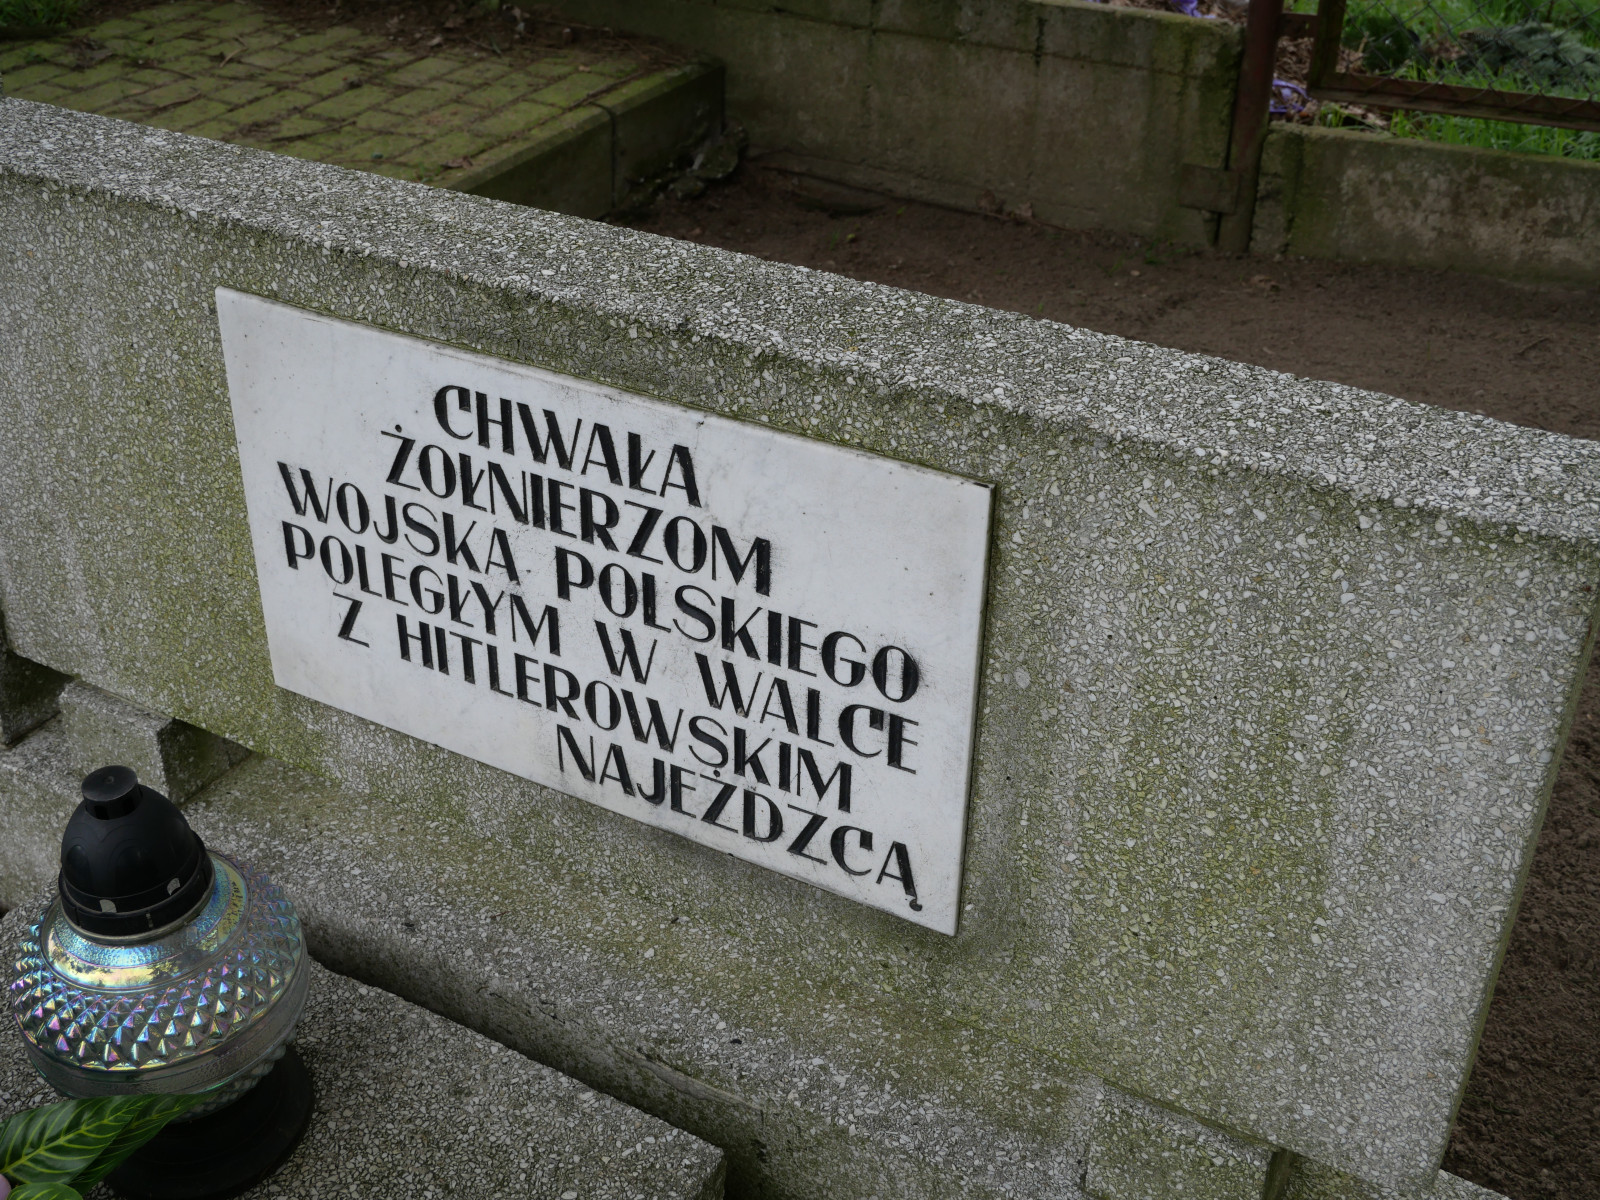 CHWAŁA
ŻOŁNIERZOM
WOJSKA POLSKIEGO
POLEGŁYM W WALCE
Z HITLEROWSKIM
NAJEŹDZCĄ